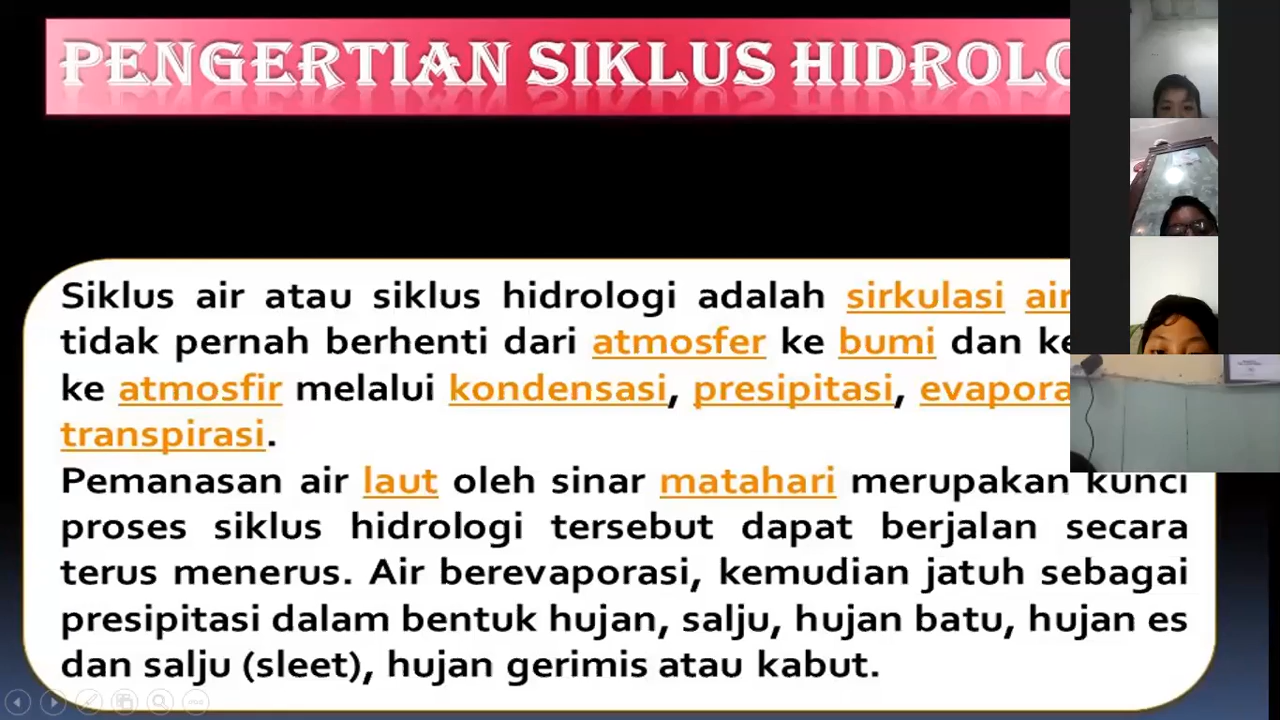 PENGERTIAN SIKLUS HIDROLO
Siklus air atau siklus hidrologi adalah sirkulasi air
tidak pernah berhenti dari atmosfer ke bumi dan ke
ke atmosfir melalui kondensasi, presipitasi, evapora
transpirasi.
Pemanasan air laut oleh sinar matahari merupakan kunci
proses siklus hidrologi tersebut dapat berjalan secara
terus menerus. Air berevaporasi, kemudian jatuh sebagai
presipitasi dalam bentuk hujan, salju, hujan batu, hujan es
dan salju (sleet), hujan gerimis atau kabut.